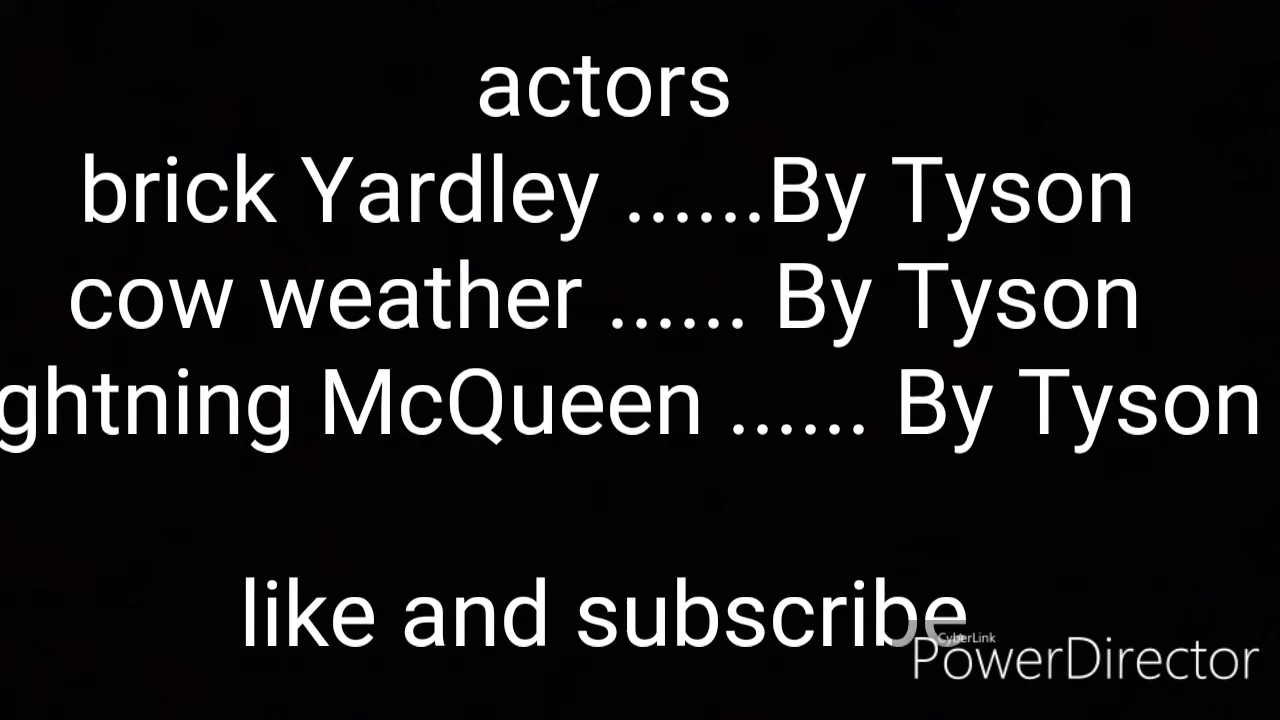 actors
brick Yardley ......By Tyson
cow weather ...... By Tyson
ghtning McQueen ...... By Tyson
like and subscribe
CyberLink
PowerDirector